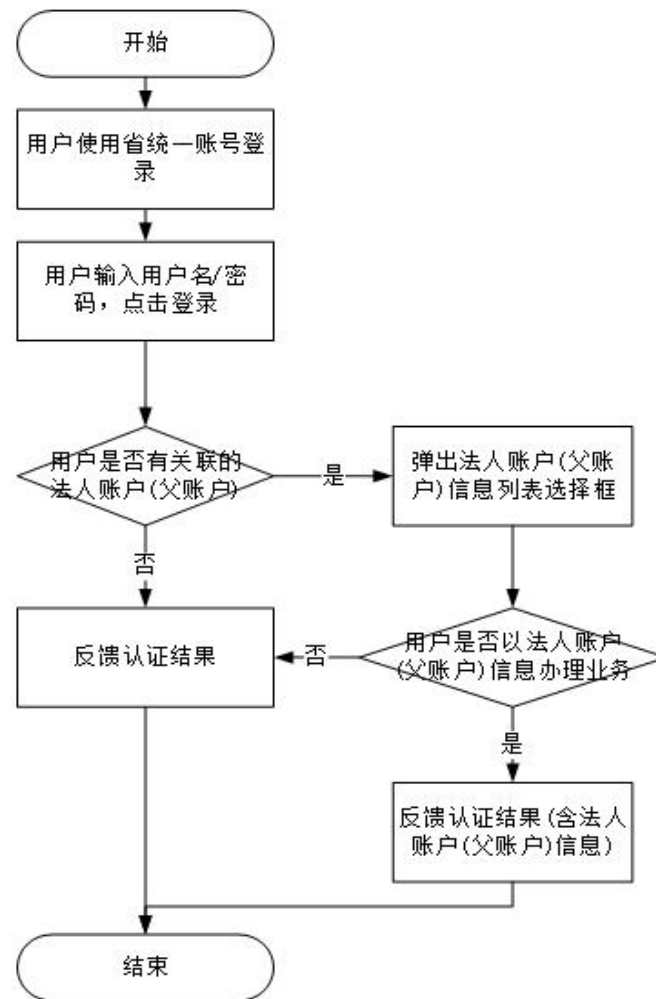 开始
用户使用省统一账号登
录
用户输入用户名/密
码，点击登录
用户是否有关联的
法人账户(父账户)
是
弹出法人账户(父账
户)信息列表选择框
否
用户是否以法人账户
(父账户)信息办理业务
否
反馈认证结果
是
反馈认证结果(含法人
账户(父账户)信息)
结束